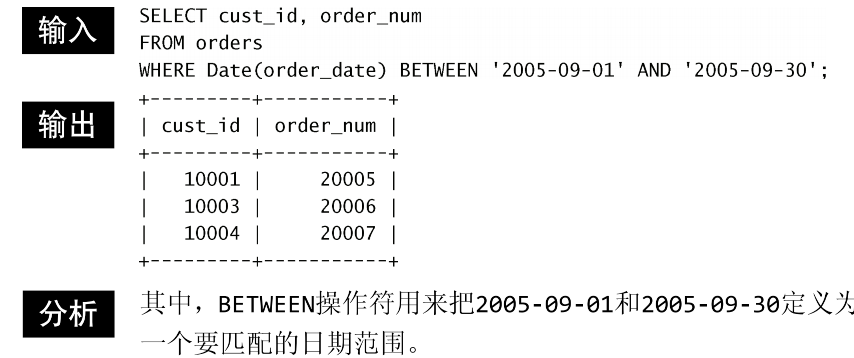 输入
SELECT cust_id, order_num
FROM orders
WHERE Date(order_date) BETWEEN '2005-09-01' AND '2005-09-30';
输出
+---------+-----------+
| cust_id | order_num |
+---------+-----------+
|   10001 |     20005 |
|   10003 |     20006 |
|   10004 |     20007 |
+---------+-----------+
分析
其中，BETWEEN操作符用来把2005-09-01和2005-09-30定义为
一个要匹配的日期范围。